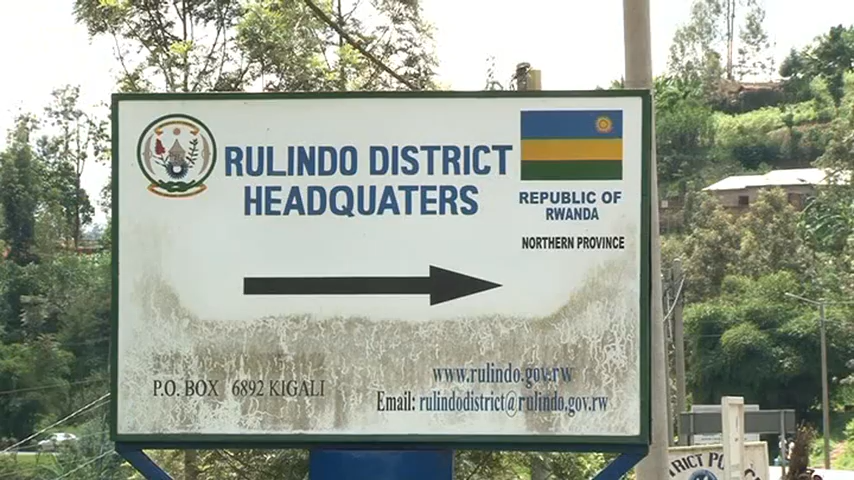 RULINDO DISTRICT
HEADQUATERS
REPUBLIC OF
RWANDA
NORTHERN PROVINCE
P.O. BOX 6892 KIGALI
www.rulindo.gov.rw
Email: rulindodistrict@rulindo.gov.rw